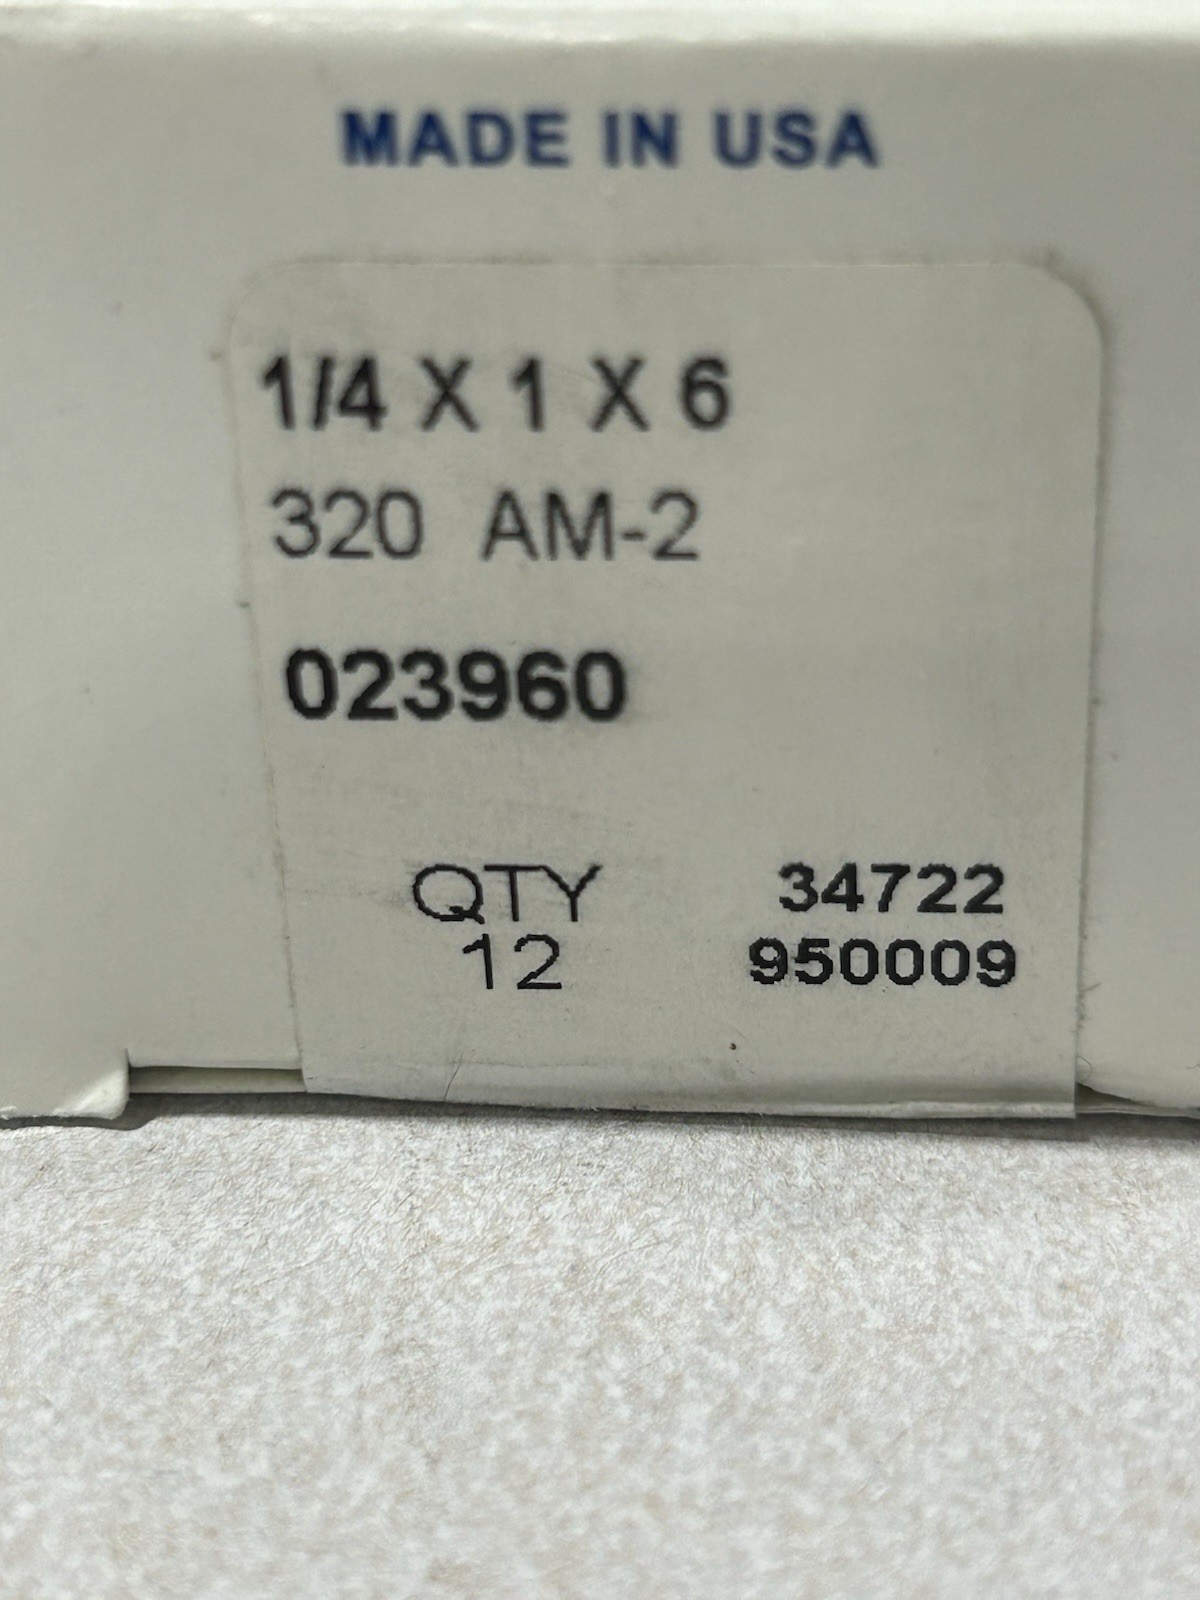 MADE IN USA
1/4 X 1 X 6
320 AM-2
023960
QTY 34722
12 950009